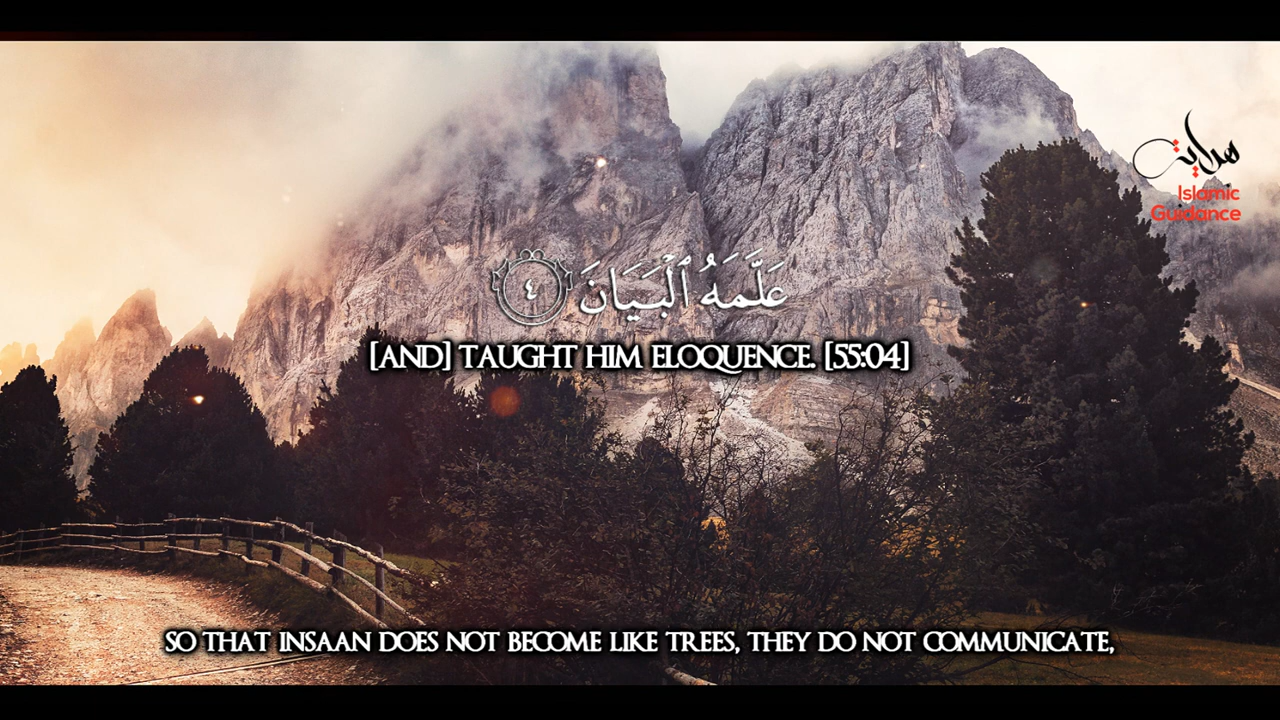 هداية
Islamic
Guidance
عَلَّمَهُ ٱلْبَيَانَ ٤
[AND] TAUGHT HIM ELOQUENCE. [55:04]
SO THAT INSAAN DOES NOT BECOME LIKE TREES, THEY DO NOT COMMUNICATE,